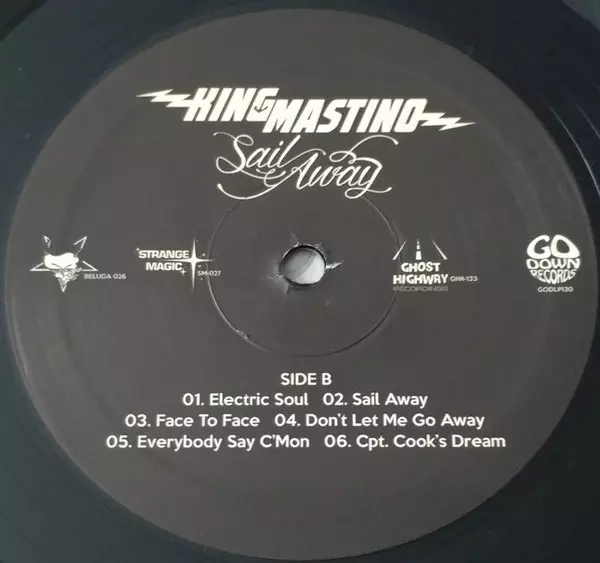 KING MASTINO
Sail Away
BELUGA 026
STRANGE MAGIC SM-027
GHOST HIGHWAY RECORDINGS GHR-133
GO DOWN RECORDS GODLP130
SIDE B
01. Electric Soul 02. Sail Away
03. Face To Face 04. Don't Let Me Go Away
05. Everybody Say C'Mon 06. Cpt. Cook's Dream